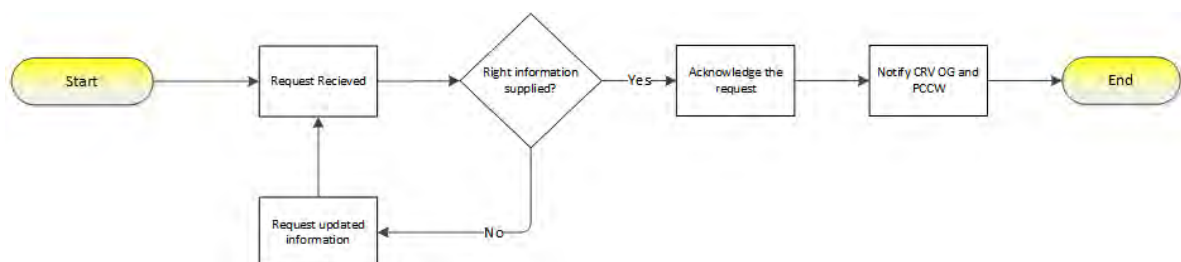 Start
Request Recieved
Right information
supplied?
Yes
Acknowledge the
request
Notify CRV OG and
PCCW
End
Request updated
information
No